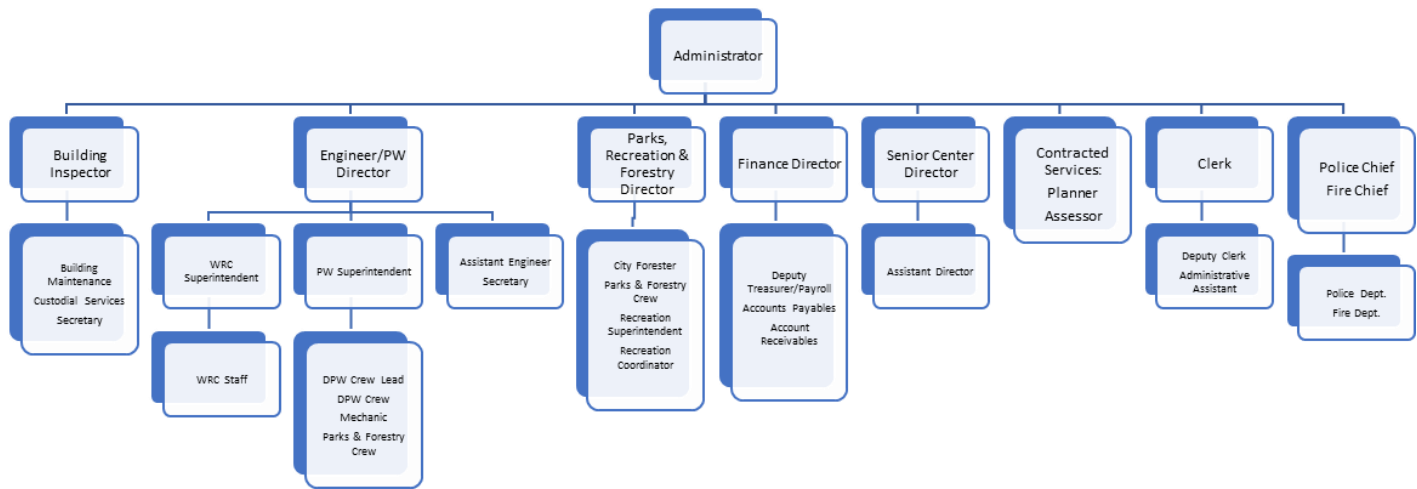 Administrator
Building
Inspector
Engineer/PW
Director
Parks,
Recreation &
Forestry
Director
Finance Director
Senior Center
Director
Contracted
Services:
Planner
Assessor
Clerk
Police Chief
Fire Chief
Building
Maintenance
Custodial Services
Secretary
WRC
Superintendent
PW Superintendent
Assistant Engineer
Secretary
City Forester
Parks & Forestry
Crew
Recreation
Superintendent
Recreation
Coordinator
Deputy
Treasurer/Payroll
Accounts Payables
Account
Receivables
Assistant Director
Deputy Clerk
Administrative
Assistant
Police Dept.
Fire Dept.
WRC Staff
DPW Crew Lead
DPW Crew
Mechanic
Parks & Forestry
Crew